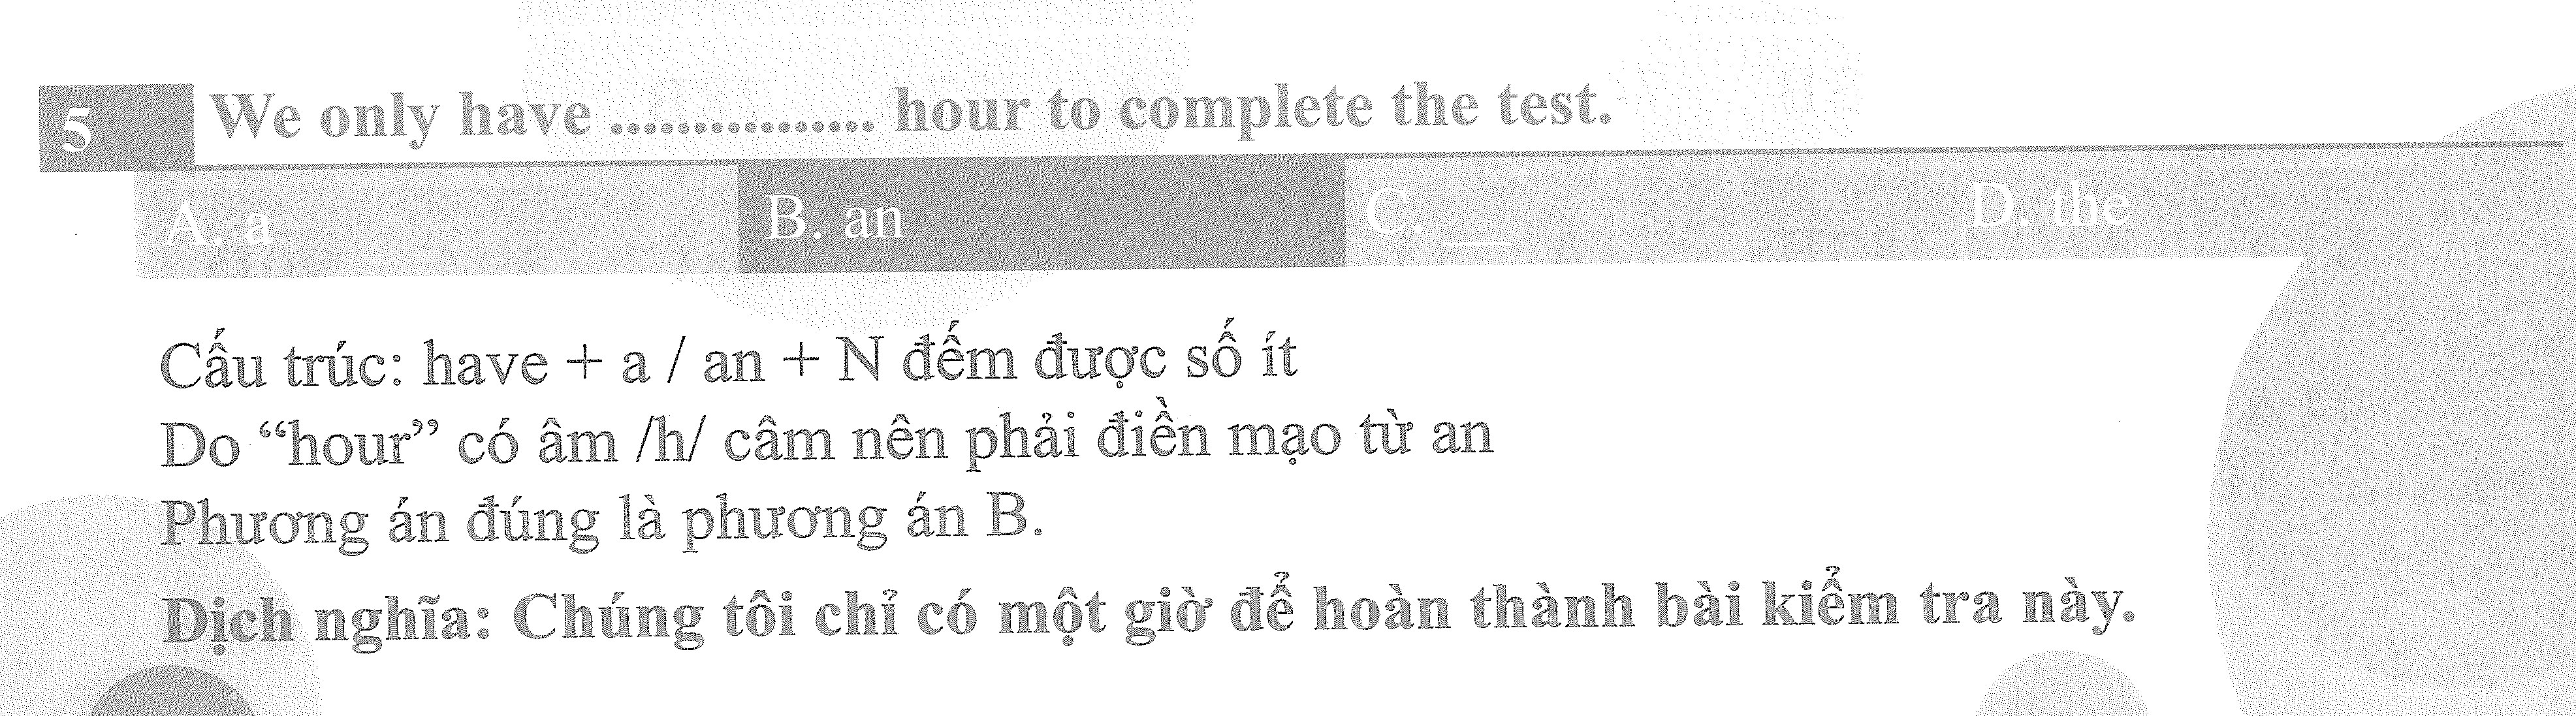 5 We only have ................ hour to complete the test.
A. a B. an C. ___ D. the
Cấu trúc: have + a / an + N đếm được số ít
Do “hour” có âm /h/ câm nên phải điền mạo từ an
Phương án đúng là phương án B.
Dịch nghĩa: Chúng tôi chỉ có một giờ để hoàn thành bài kiểm tra này.